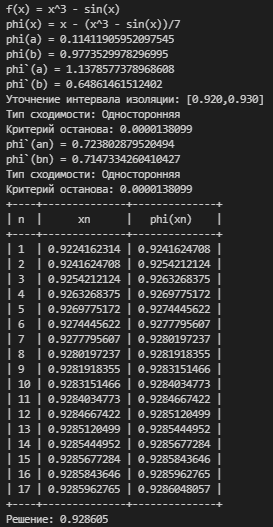 f(x) = x^3 - sin(x)
phi(x) = x - (x^3 - sin(x))/7
phi(a) = 0.11411905952097545
phi(b) = 0.9773529978296995
phi`(a) = 1.1378577378968608
phi`(b) = 0.64861461512402
Уточнение интервала изоляции: [0.920,0.930]
Тип сходимости: Односторонняя
Критерий останова: 0.0000138099
phi`(an) = 0.723802879520494
phi`(bn) = 0.7147334260410427
Тип сходимости: Односторонняя
Критерий останова: 0.0000138099
+----+--------------+--------------+
| n | xn | phi(xn) |
+----+--------------+--------------+
| 1 | 0.9224162314 | 0.9241624708 |
| 2 | 0.9241624708 | 0.9254212124 |
| 3 | 0.9254212124 | 0.9263268375 |
| 4 | 0.9263268375 | 0.9269775172 |
| 5 | 0.9269775172 | 0.9274445622 |
| 6 | 0.9274445622 | 0.9277795607 |
| 7 | 0.9277795607 | 0.9280197237 |
| 8 | 0.9280197237 | 0.9281918355 |
| 9 | 0.9281918355 | 0.9283151466 |
| 10 | 0.9283151466 | 0.9284034773 |
| 11 | 0.9284034773 | 0.9284667422 |
| 12 | 0.9284667422 | 0.9285120499 |
| 13 | 0.9285120499 | 0.9285444952 |
| 14 | 0.9285444952 | 0.9285677284 |
| 15 | 0.9285677284 | 0.9285843646 |
| 16 | 0.9285843646 | 0.9285962765 |
| 17 | 0.9285962765 | 0.9286048057 |
+----+--------------+--------------+
Решение: 0.928605